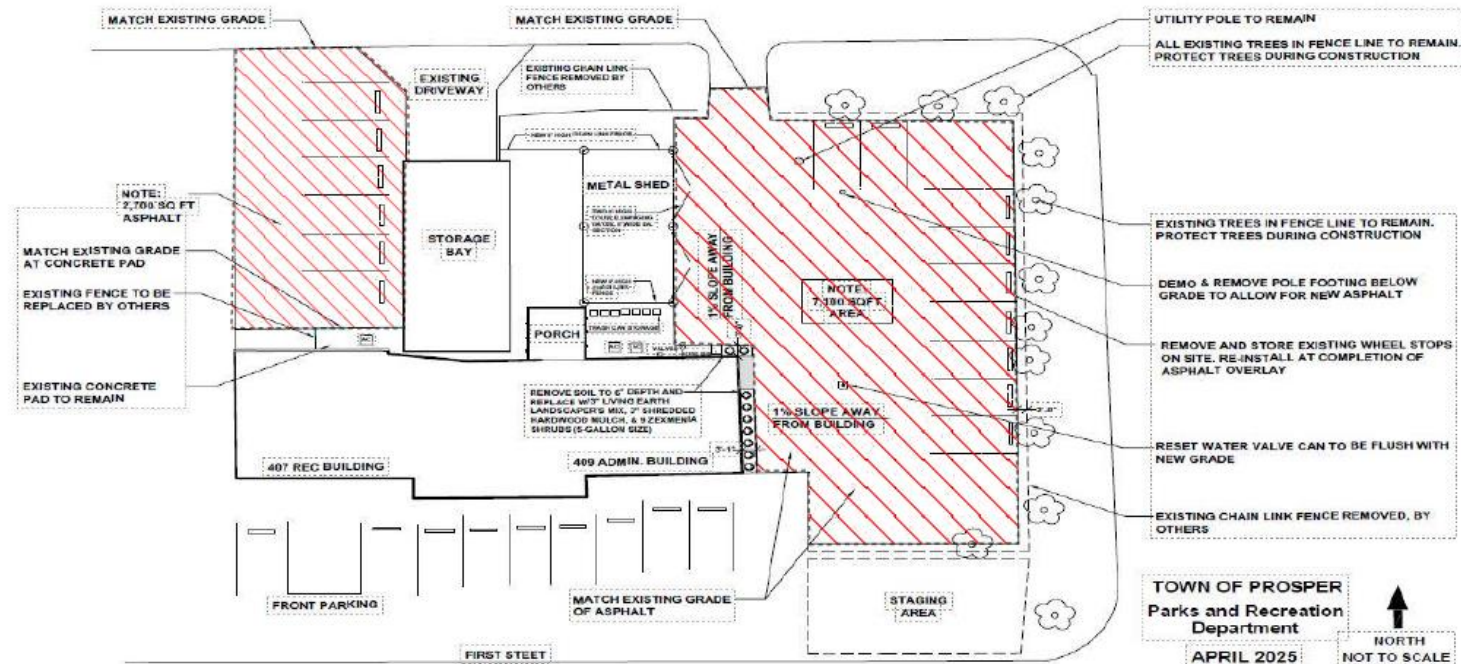 MATCH EXISTING GRADE
MATCH EXISTING GRADE
UTILITY POLE TO REMAIN
ALL EXISTING TREES IN FENCE LINE TO REMAIN.
PROTECT TREES DURING CONSTRUCTION
EXISTING
DRIVEWAY
EXISTING CHAIN LINK
FENCE REMOVED BY
OTHERS
CHAIN LINK FENCE
NOTE:
2,700 SQ FT
ASPHALT
METAL SHED
MATCH EXISTING GRADE
AT CONCRETE PAD
STORAGE
BAY
1% SLOPE AWAY
FROM BUILDING
EXISTING TREES IN FENCE LINE TO REMAIN.
PROTECT TREES DURING CONSTRUCTION
EXISTING FENCE TO BE
REPLACED BY OTHERS
NOTE:
7,100 SQFT
AREA
DEMO & REMOVE POLE FOOTING BELOW
GRADE TO ALLOW FOR NEW ASPHALT
PORCH
TRASH CAN STORAGE
AC
REMOVE AND STORE EXISTING WHEEL STOPS
ON SITE. RE-INSTALL AT COMPLETION OF
ASPHALT OVERLAY
EXISTING CONCRETE
PAD TO REMAIN
REMOVE SOIL TO 6" DEPTH AND
REPLACE W/3" LIVING EARTH
LANDSCAPER'S MIX, 2" SHREDDED
HARDWOOD MULCH, & 9 ZEXMENIA
SHRUBS (5-GALLON SIZE)
1% SLOPE AWAY
FROM BUILDING
3'-1"
RESET WATER VALVE CAN TO BE FLUSH WITH
NEW GRADE
407 REC BUILDING
409 ADMIN. BUILDING
EXISTING CHAIN LINK FENCE REMOVED, BY
OTHERS
FRONT PARKING
MATCH EXISTING GRADE
OF ASPHALT
STAGING
AREA
TOWN OF PROSPER
Parks and Recreation
Department
APRIL 2025
NORTH
NOT TO SCALE
FIRST STEET